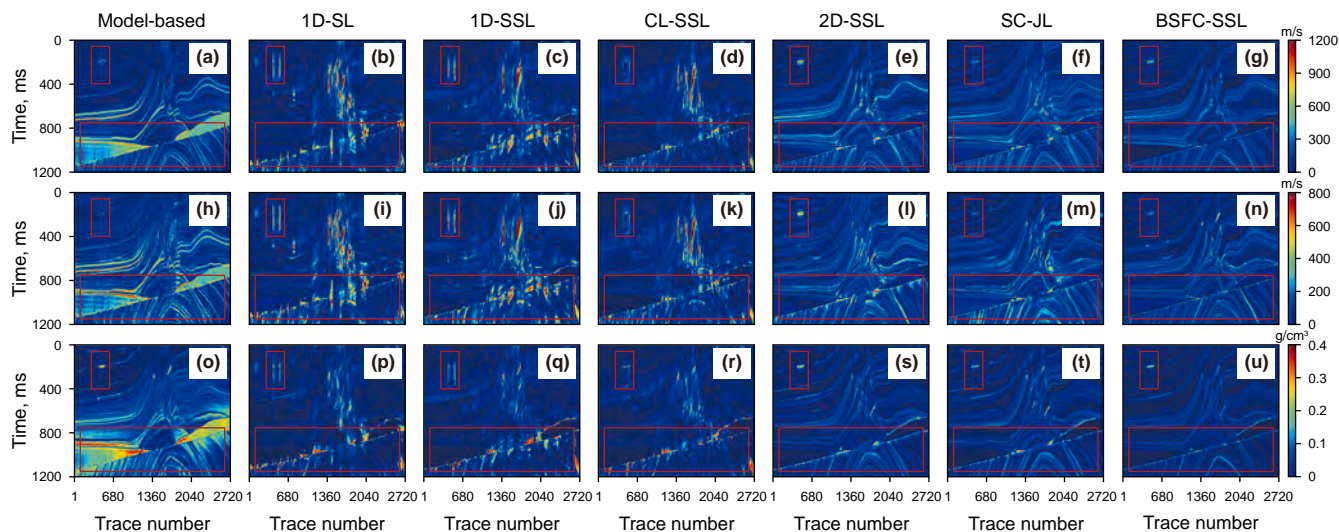 Model-based 1D-SL 1D-SSL CL-SSL 2D-SSL SC-JL BSFC-SSL
m/s
0 (a) (b) (c) (d) (e) (f) (g) 1200
400 900
Time, ms 600
800 300
1200 0
m/s
0 (h) (i) (j) (k) (l) (m) (n) 800
600
400 400
Time, ms
800 200
1200 0
g/cm³
0 (o) (p) (q) (r) (s) (t) (u) 0.4
0.3
400
Time, ms 0.2
800 0.1
1200 0
1 680 1360 2040 2720 1 680 1360 2040 2720 1 680 1360 2040 2720 1 680 1360 2040 2720 1 680 1360 2040 2720 1 680 1360 2040 2720 1 680 1360 2040 2720
Trace number Trace number Trace number Trace number Trace number Trace number Trace number